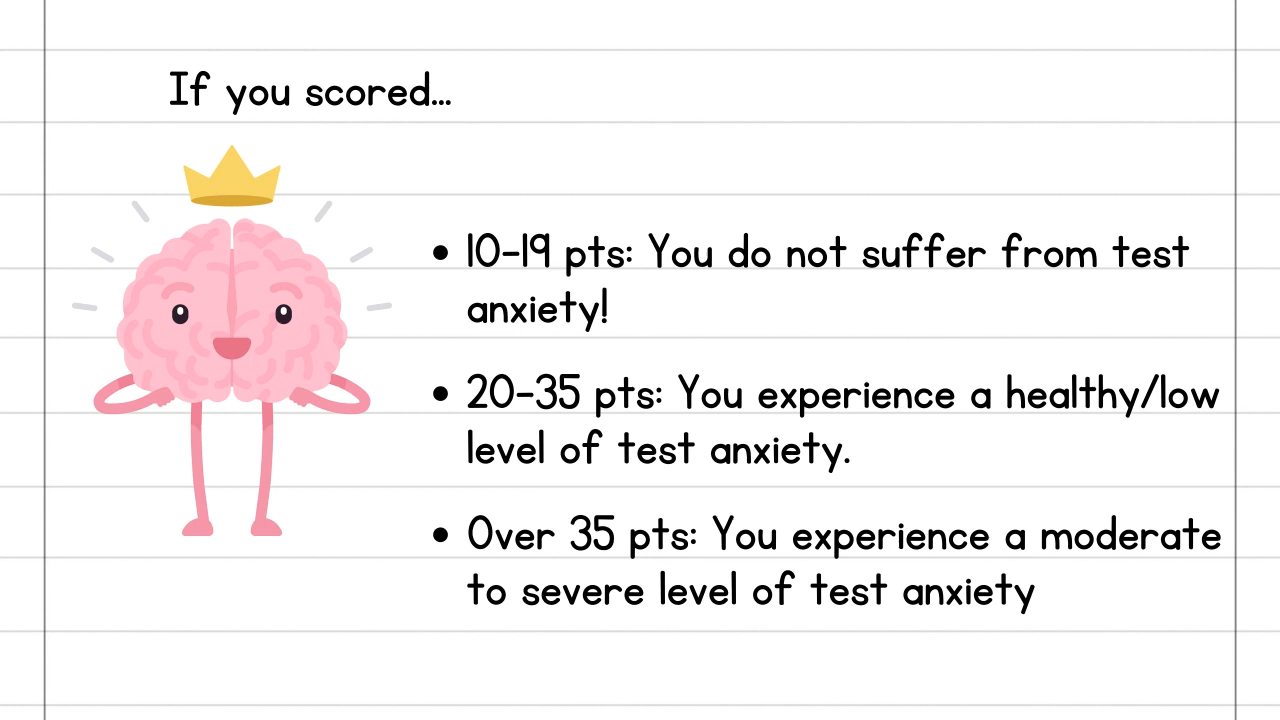 If you scored...
• 10-19 pts: You do not suffer from test
anxiety!
• 20-35 pts: You experience a healthy/low
level of test anxiety.
• Over 35 pts: You experience a moderate
to severe level of test anxiety